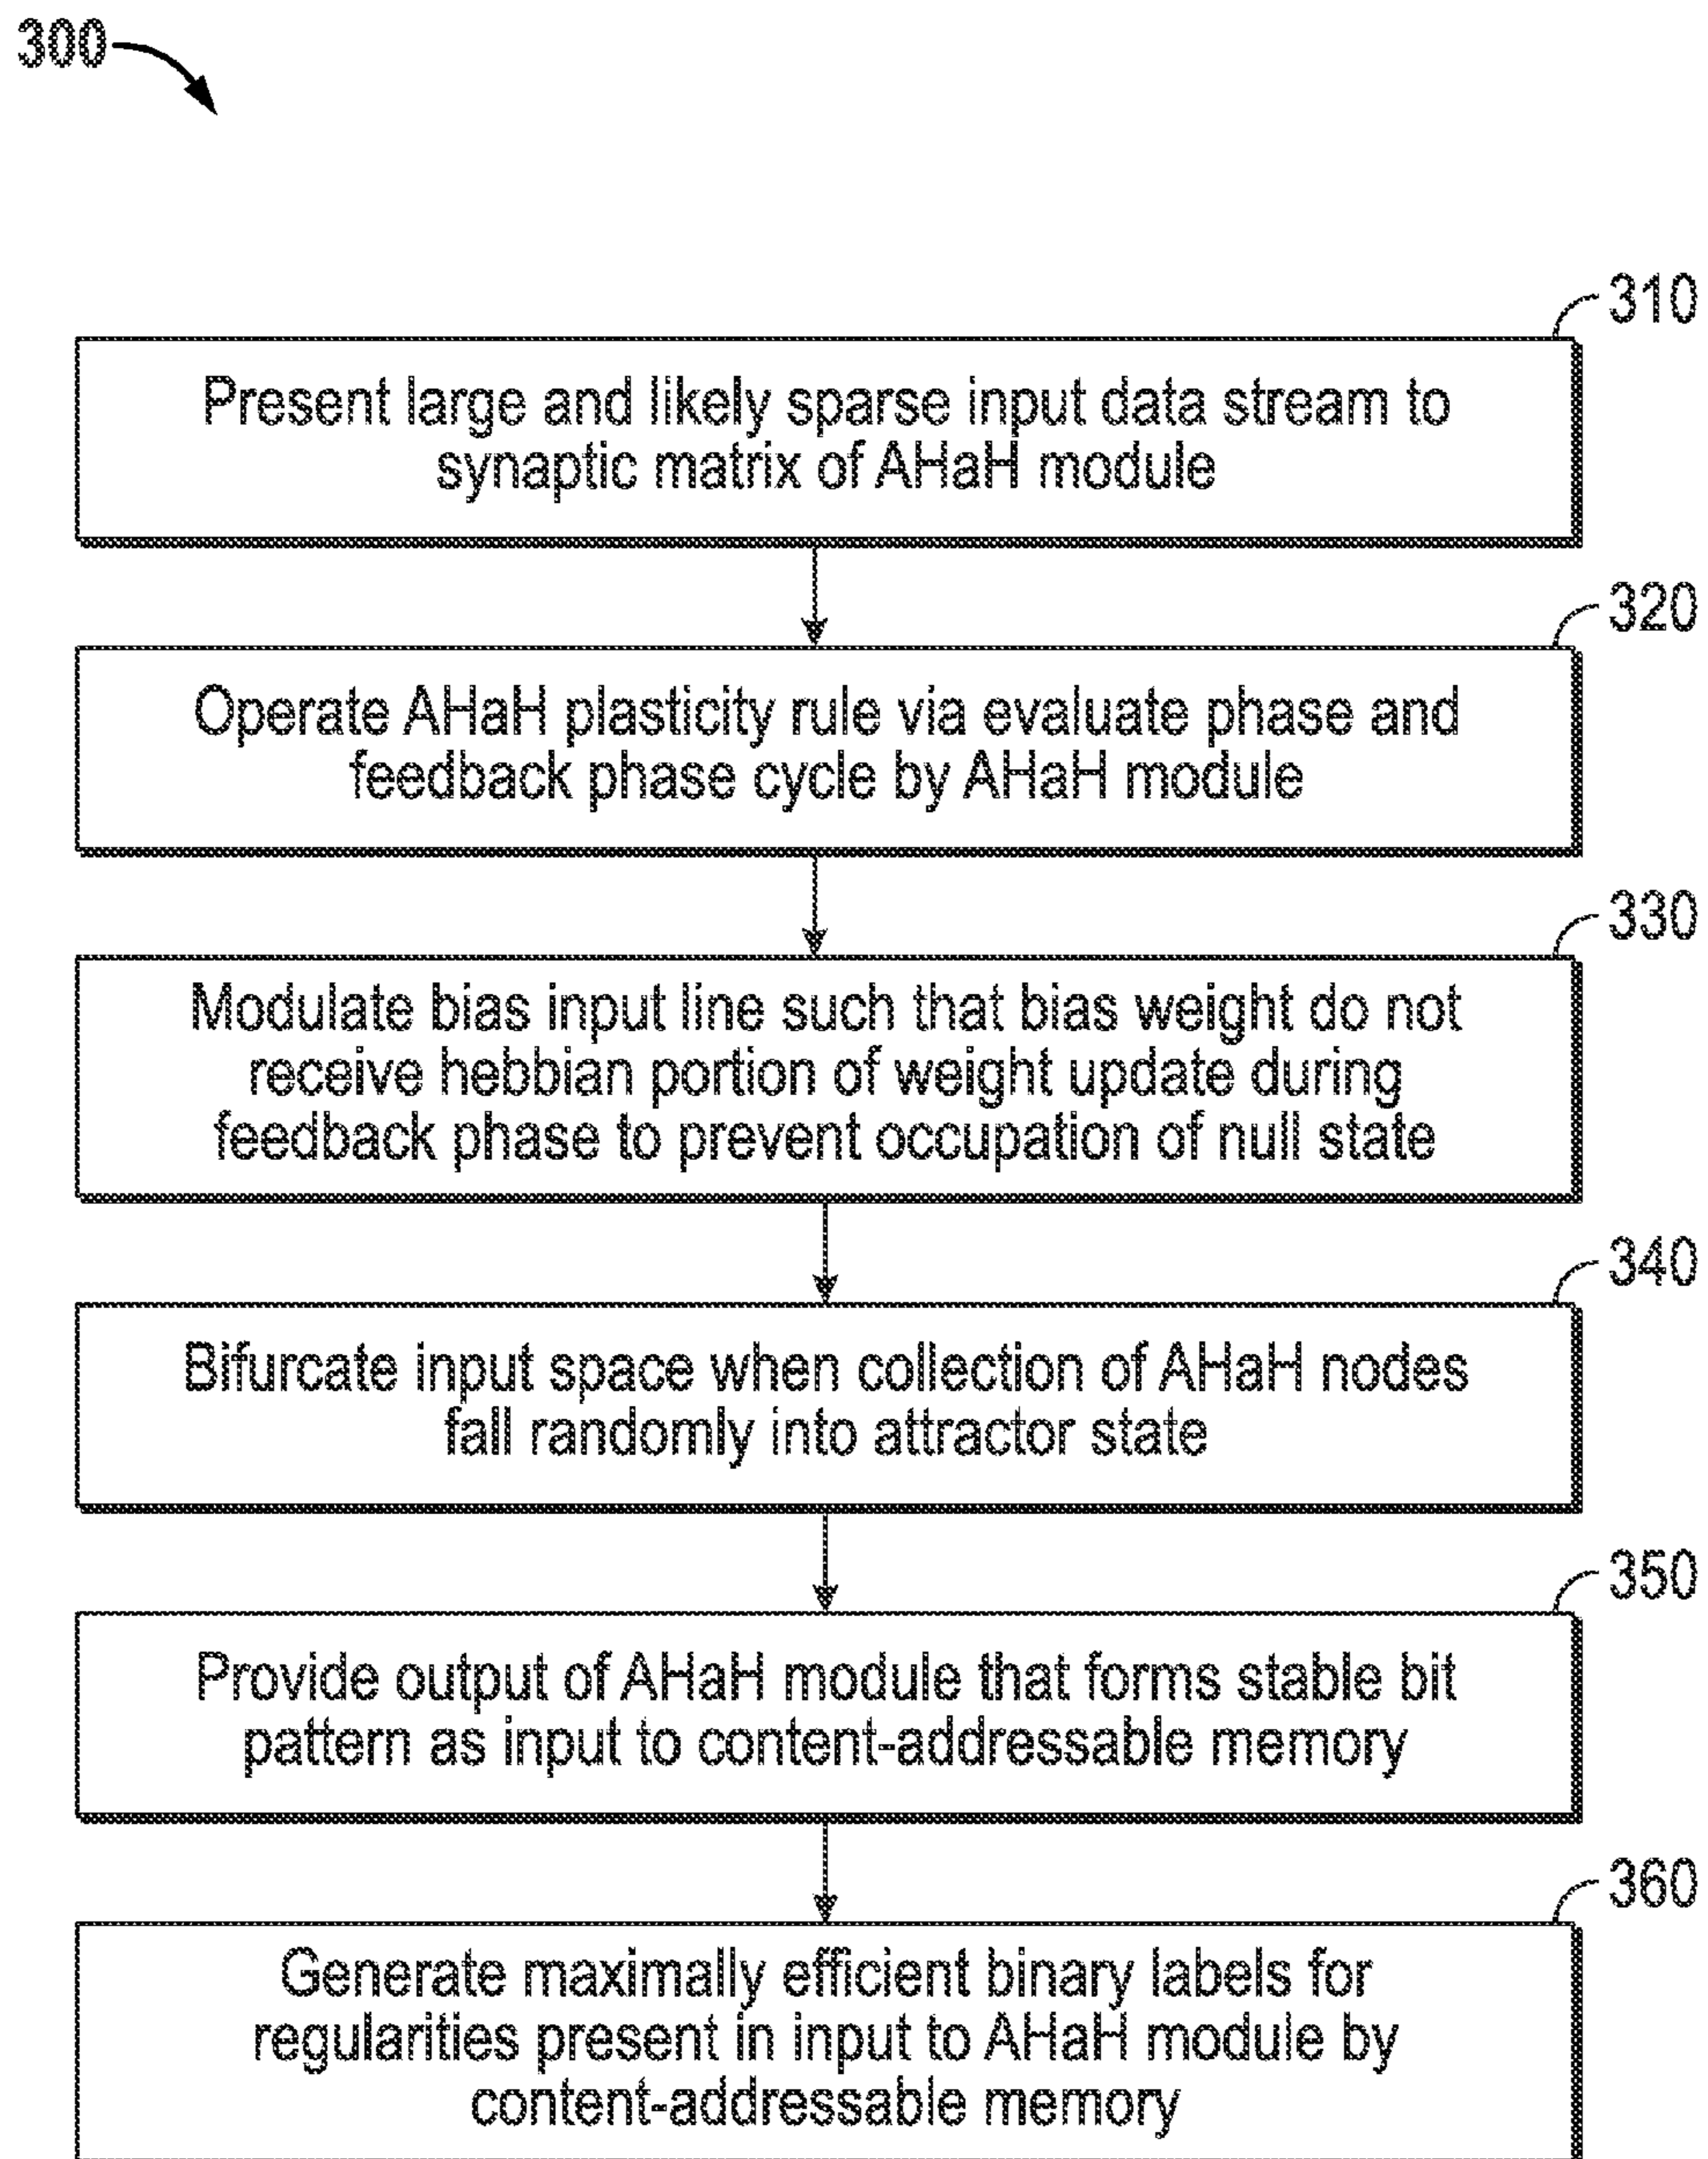 300
310
Present large and likely sparse input data stream to
synaptic matrix of AHaH module
320
Operate AHaH plasticity rule via evaluate phase and
feedback phase cycle by AHaH module
330
Modulate bias input line such that bias weight do not
receive hebbian portion of weight update during
feedback phase to prevent occupation of null state
340
Bifurcate input space when collection of AHaH nodes
fall randomly into attractor state
350
Provide output of AHaH module that forms stable bit
pattern as input to content-addressable memory
360
Generate maximally efficient binary labels for
regularities present in input to AHaH module by
content-addressable memory